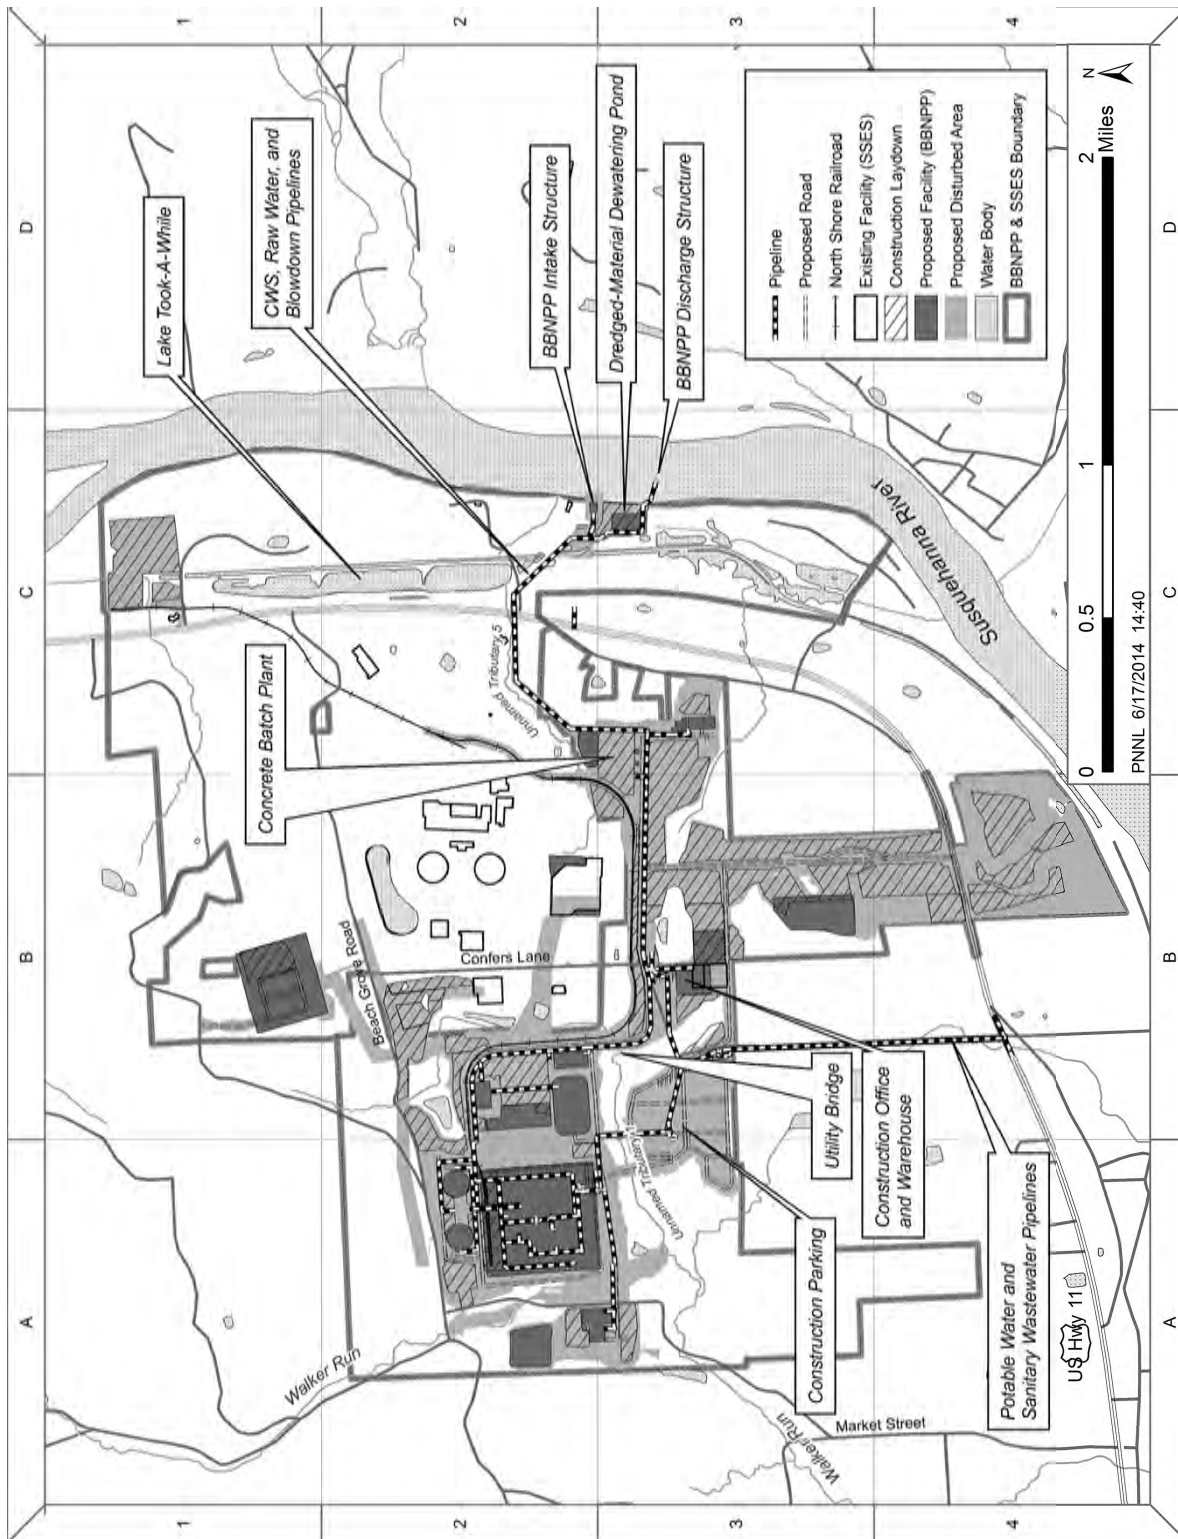 A
B
C
D
1
2
3
4
Lake Took-A-While
CWS, Raw Water, and
Blowdown Pipelines
Concrete Batch Plant
BBNPP Intake Structure
Dredged-Material Dewatering Pond
BBNPP Discharge Structure
Walker Run
Beach Grove Road
Confers Lane
Unnamed Tributary 5
Unnamed Tributary 1
Walker Run
Market Street
US Hwy 11
Susquehanna River
Utility Bridge
Construction Office
and Warehouse
Construction Parking
Potable Water and
Sanitary Wastewater Pipelines
Pipeline
Proposed Road
North Shore Railroad
Existing Facility (SSES)
Construction Laydown
Proposed Facility (BBNPP)
Proposed Disturbed Area
Water Body
BBNPP & SSES Boundary
0
0.5
1
2
Miles
N
PNNL 6/17/2014 14:40
1
2
3
4
A
B
C
D